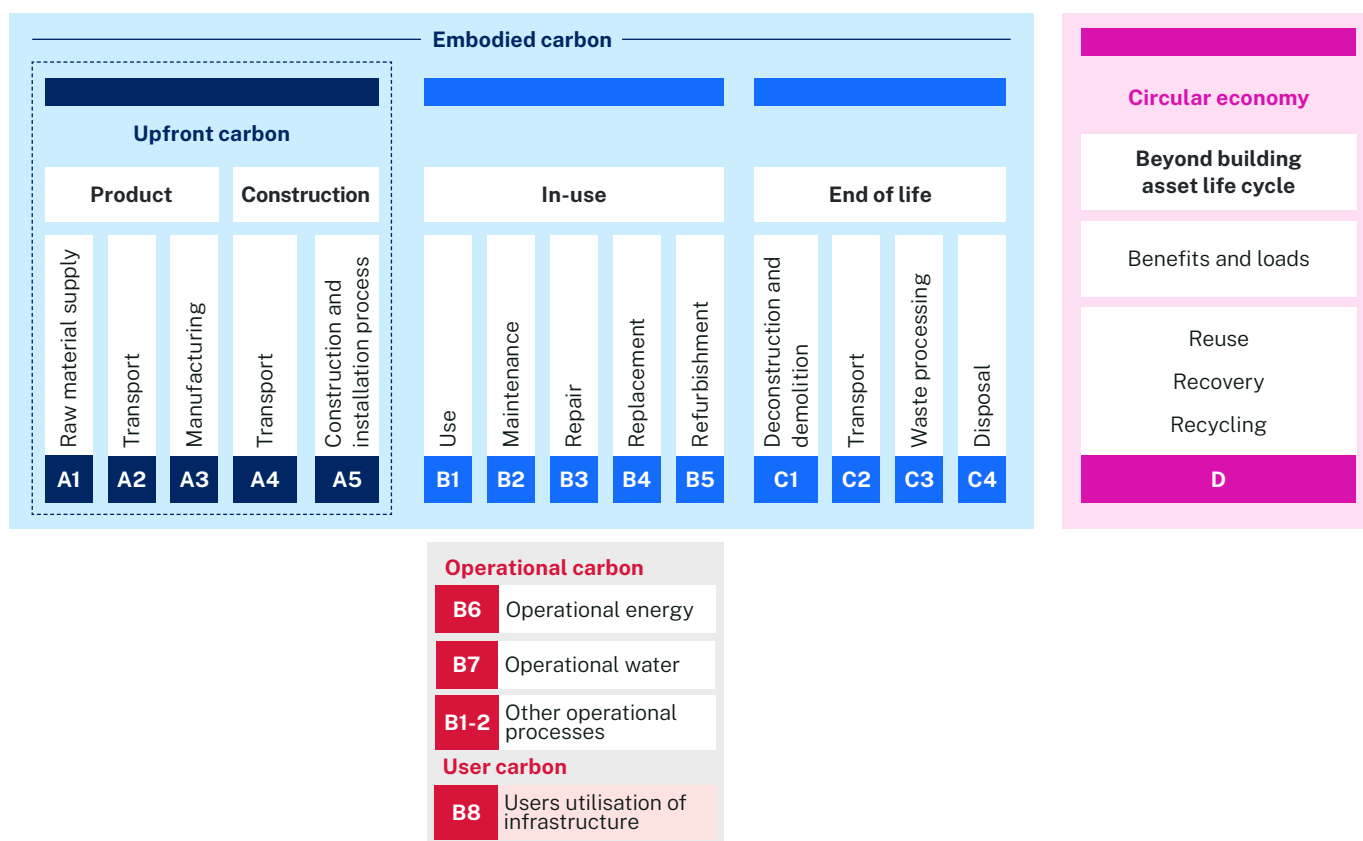 Embodied carbon
Upfront carbon
Product
Construction
In-use
End of life
Raw material supply
Transport
Manufacturing
Transport
Construction and
installation process
Use
Maintenance
Repair
Replacement
Refurbishment
Deconstruction and
demolition
Transport
Waste processing
Disposal
A1
A2
A3
A4
A5
B1
B2
B3
B4
B5
C1
C2
C3
C4
Circular economy
Beyond building
asset life cycle
Benefits and loads
Reuse
Recovery
Recycling
D
Operational carbon
B6 Operational energy
B7 Operational water
B1-2 Other operational
processes
User carbon
B8 Users utilisation of
infrastructure